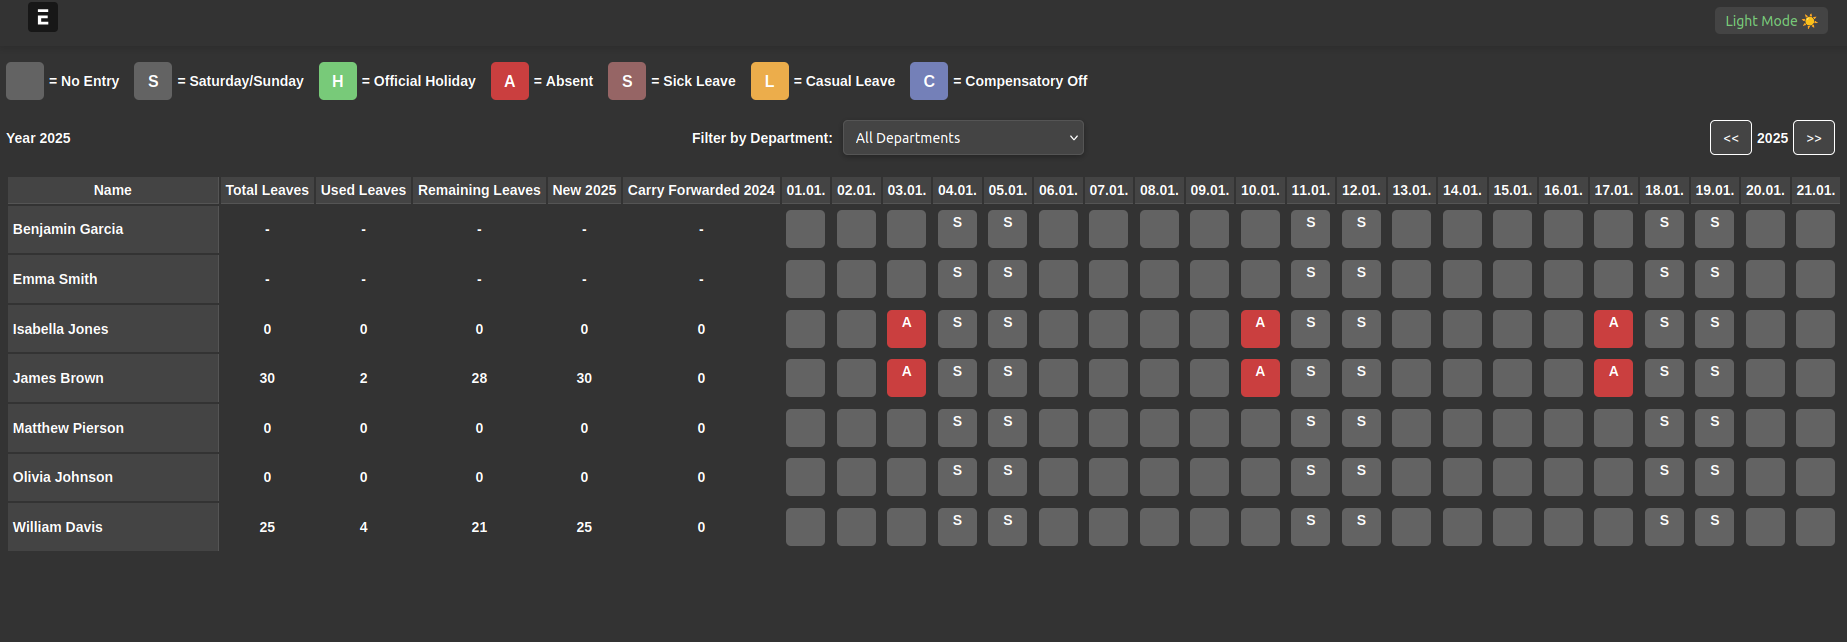 E
Light Mode ☀️
= No Entry S = Saturday/Sunday H = Official Holiday A = Absent S = Sick Leave L = Casual Leave C = Compensatory Off
Year 2025 Filter by Department: All Departments << 2025 >>
Name Total Leaves Used Leaves Remaining Leaves New 2025 Carry Forwarded 2024 01.01. 02.01. 03.01. 04.01. 05.01. 06.01. 07.01. 08.01. 09.01. 10.01. 11.01. 12.01. 13.01. 14.01. 15.01. 16.01. 17.01. 18.01. 19.01. 20.01. 21.01.
Benjamin Garcia - - - - - S S S S S S
Emma Smith - - - - - S S S S S S
Isabella Jones 0 0 0 0 0 A S S A S S A S S
James Brown 30 2 28 30 0 A S S A S S A S S
Matthew Pierson 0 0 0 0 0 S S S S S S
Olivia Johnson 0 0 0 0 0 S S S S S S
William Davis 25 4 21 25 0 S S S S S S